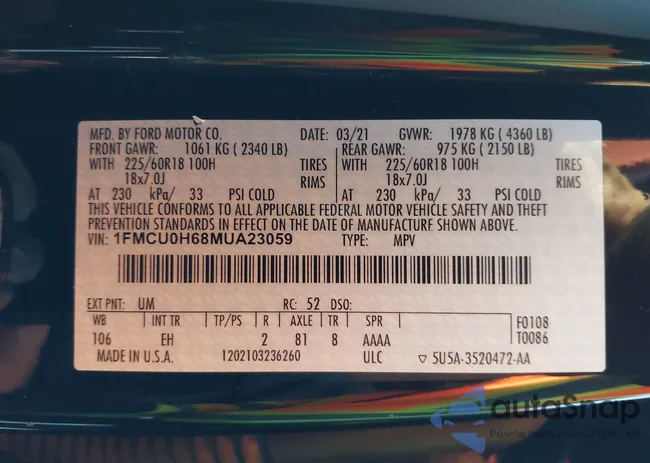 MFD. BY FORD MOTOR CO. DATE: 03/21 GVWR: 1978 KG ( 4360 LB)
FRONT GAWR: 1061 KG ( 2340 LB) REAR GAWR: 975 KG ( 2150 LB)
WITH 225/60R18 100H TIRES WITH 225/60R18 100H TIRES
18x7.0J RIMS 18x7.0J RIMS
AT 230 kPa/ 33 PSI COLD AT 230 kPa/ 33 PSI COLD
THIS VEHICLE CONFORMS TO ALL APPLICABLE FEDERAL MOTOR VEHICLE SAFETY AND THEFT
PREVENTION STANDARDS IN EFFECT ON THE DATE OF MANUFACTURE SHOWN ABOVE.
VIN: 1FMCU0H68MUA23059 TYPE: MPV
EXT PNT: UM RC: 52 DSO:
WB INT TR TP/PS R AXLE TR SPR F0108
106 EH 2 81 8 AAAA T0086
MADE IN U.S.A. 1202103236260 ULC ▽ 5U5A-3520472-AA
autoSnap